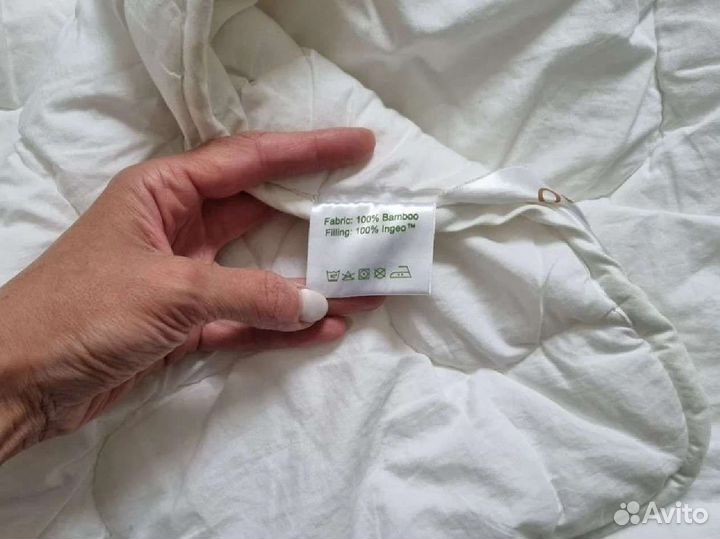 Fabric: 100% Bamboo
Filling: 100% Ingeo™
Avito